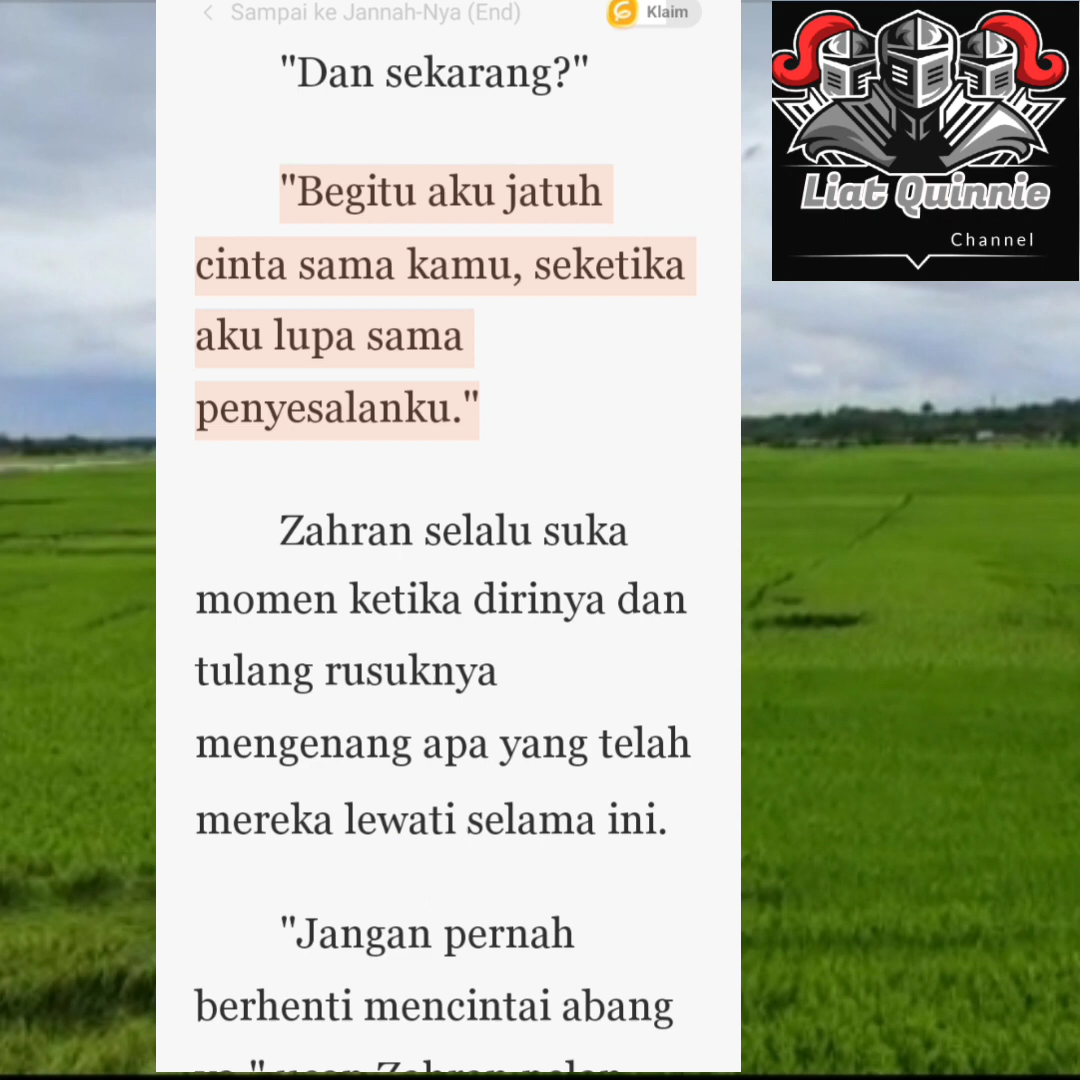 Sampai ke Jannah-Nya (End)
Klaim
"Dan sekarang?"
"Begitu aku jatuh
cinta sama kamu, seketika
aku lupa sama
penyesalanku."
Zahran selalu suka
momen ketika dirinya dan
tulang rusuknya
mengenang apa yang telah
mereka lewati selama ini.
"Jangan pernah
berhenti mencintai abang
Liat Quinnie
Channel